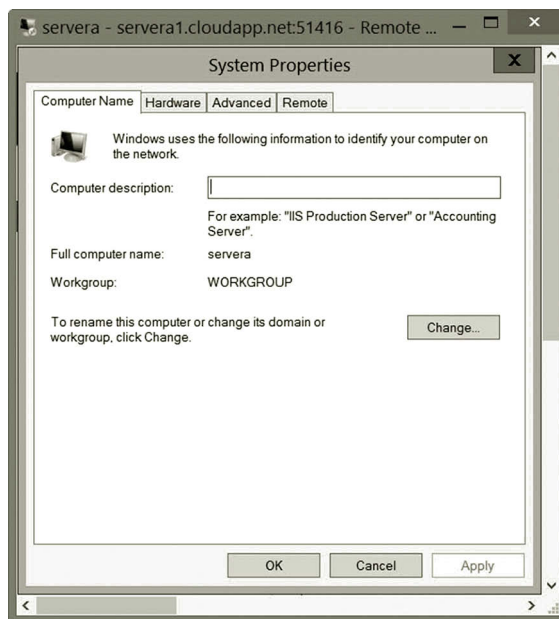 servera - servera1.cloudapp.net:51416 - Remote ...
System Properties
X
Computer Name Hardware Advanced Remote
Windows uses the following information to identify your computer on
the network.
Computer description:
For example: "IIS Production Server" or "Accounting
Server".
Full computer name: servera
Workgroup: WORKGROUP
To rename this computer or change its domain or
workgroup, click Change.
Change...
OK Cancel Apply